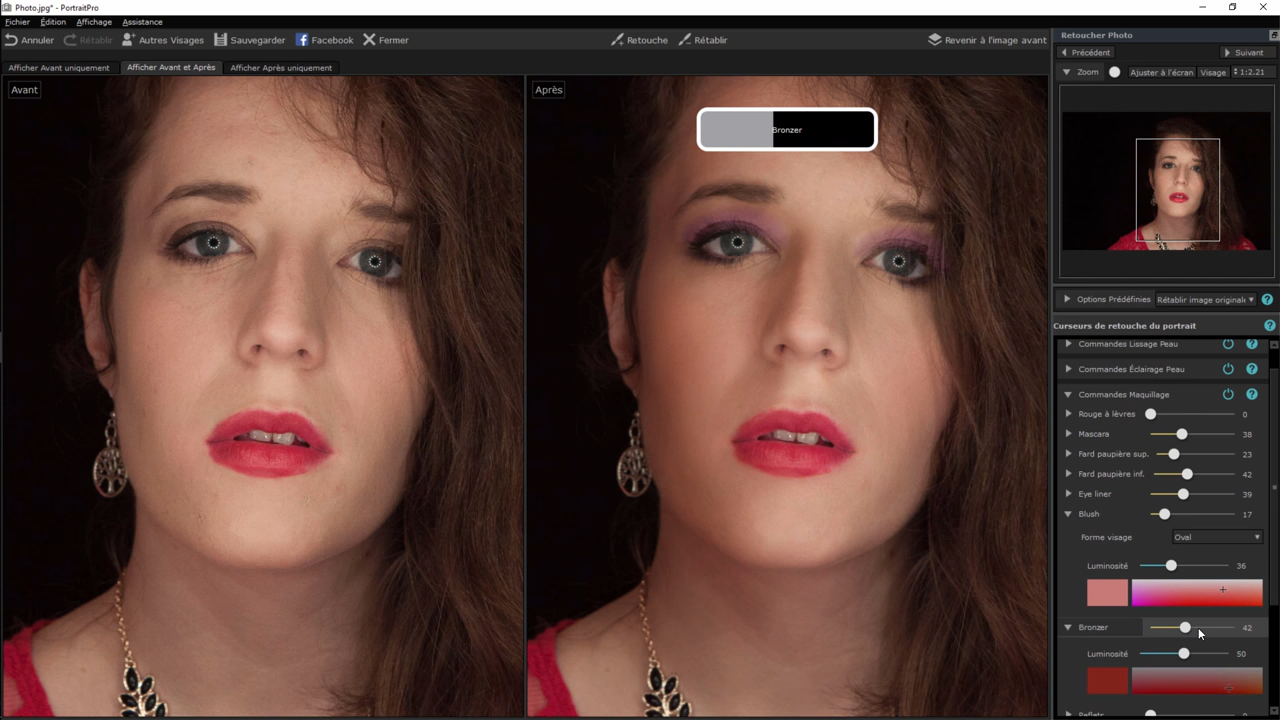 Photo.jpg* - PortraitPro
Fichier Édition Affichage Assistance
Annuler Rétablir Autres Visages Sauvegarder Facebook Fermer Retouche Rétablir Revenir à l'image avant
Afficher Avant uniquement Afficher Avant et Après Afficher Après uniquement
Avant
Après
Bronzer
Retoucher Photo
Précédent Suivant
Zoom Ajuster à l'écran Visage 1:2.21
Options Prédéfinies Rétablir image originale
Curseurs de retouche du portrait
Commandes Lissage Peau
Commandes Éclairage Peau
Commandes Maquillage
Rouge à lèvres 0
Mascara 38
Fard paupière sup. 23
Fard paupière inf. 42
Eye liner 39
Blush 17
Forme visage Oval
Luminosité 36
Bronzer 42
Luminosité 50
Reflets 0